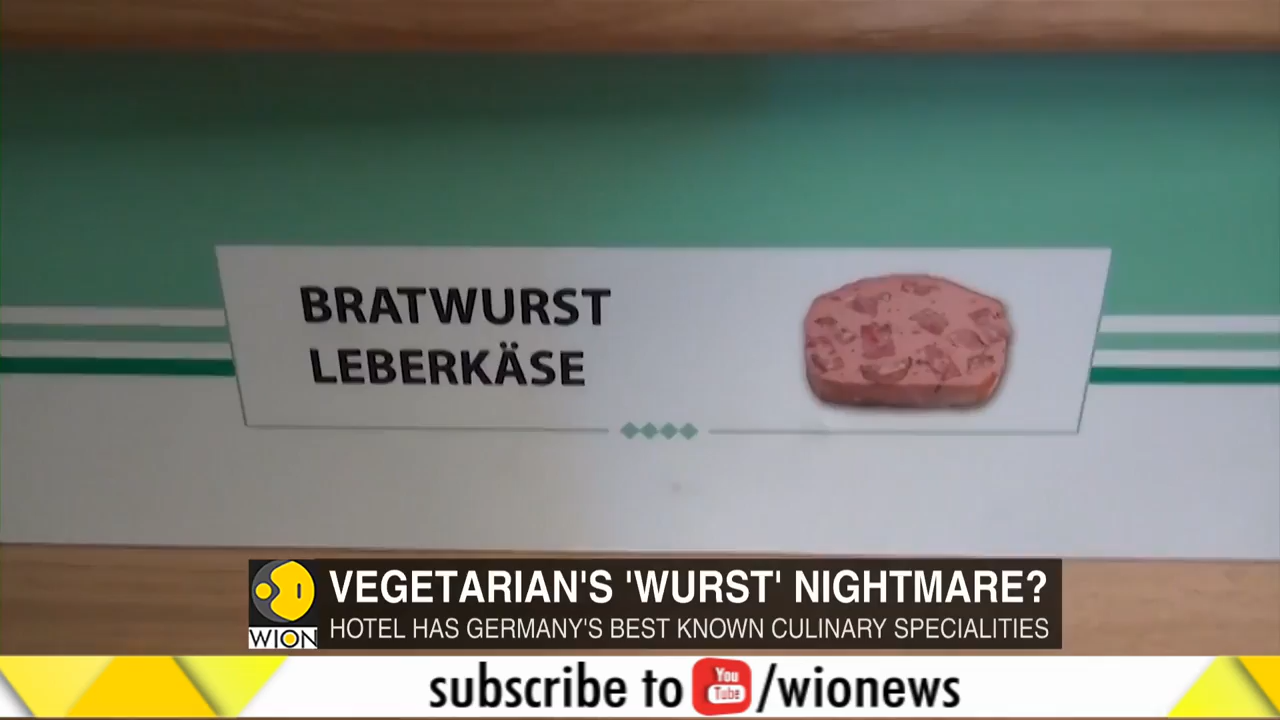 BRATWURST
LEBERKÄSE
VEGETARIAN'S 'WURST' NIGHTMARE?
WION
HOTEL HAS GERMANY'S BEST KNOWN CULINARY SPECIALITIES
subscribe to You Tube /wionews